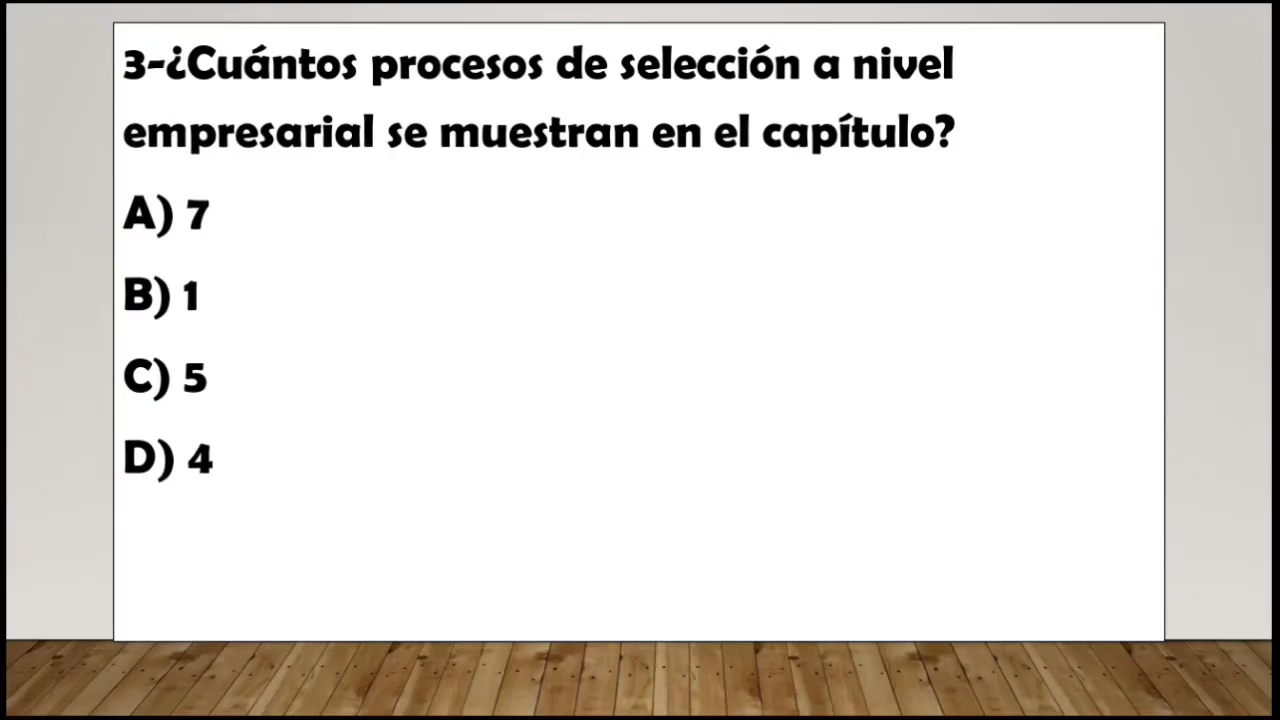 3-¿Cuántos procesos de selección a nivel
empresarial se muestran en el capítulo?
A) 7
B) 1
C) 5
D) 4